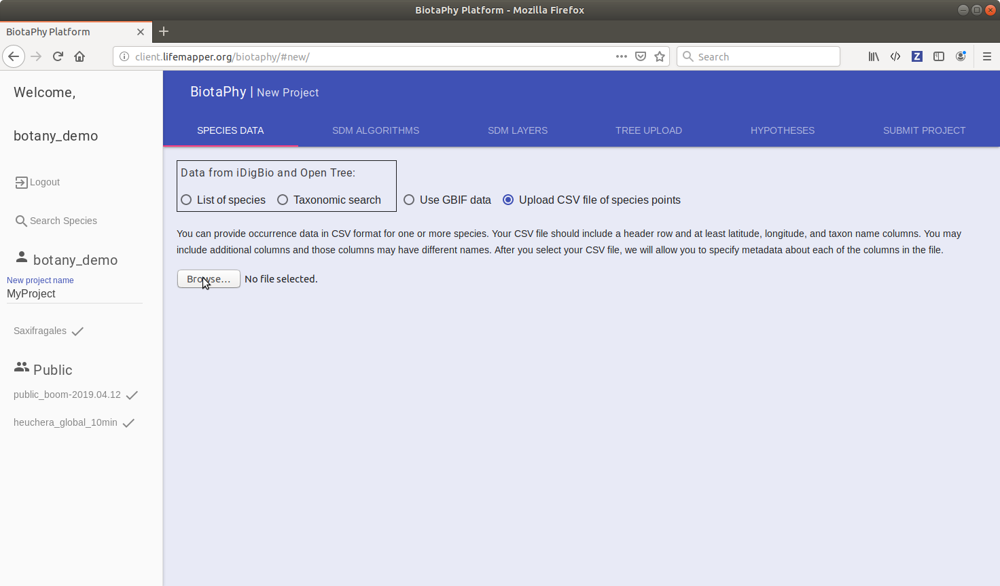 BiotaPhy Platform - Mozilla Firefox
BiotaPhy Platform
client.lifemapper.org/biotaphy/#new/
Search
Z
Welcome,
botany_demo
Logout
Search Species
botany_demo
New project name
MyProject
Saxifragales
Public
public_boom-2019.04.12
heuchera_global_10min
BiotaPhy | New Project
SPECIES DATA SDM ALGORITHMS SDM LAYERS TREE UPLOAD HYPOTHESES SUBMIT PROJECT
Data from iDigBio and Open Tree:
List of species Taxonomic search Use GBIF data Upload CSV file of species points
You can provide occurrence data in CSV format for one or more species. Your CSV file should include a header row and at least latitude, longitude, and taxon name columns. You may
include additional columns and those columns may have different names. After you select your CSV file, we will allow you to specify metadata about each of the columns in the file.
Browse... No file selected.